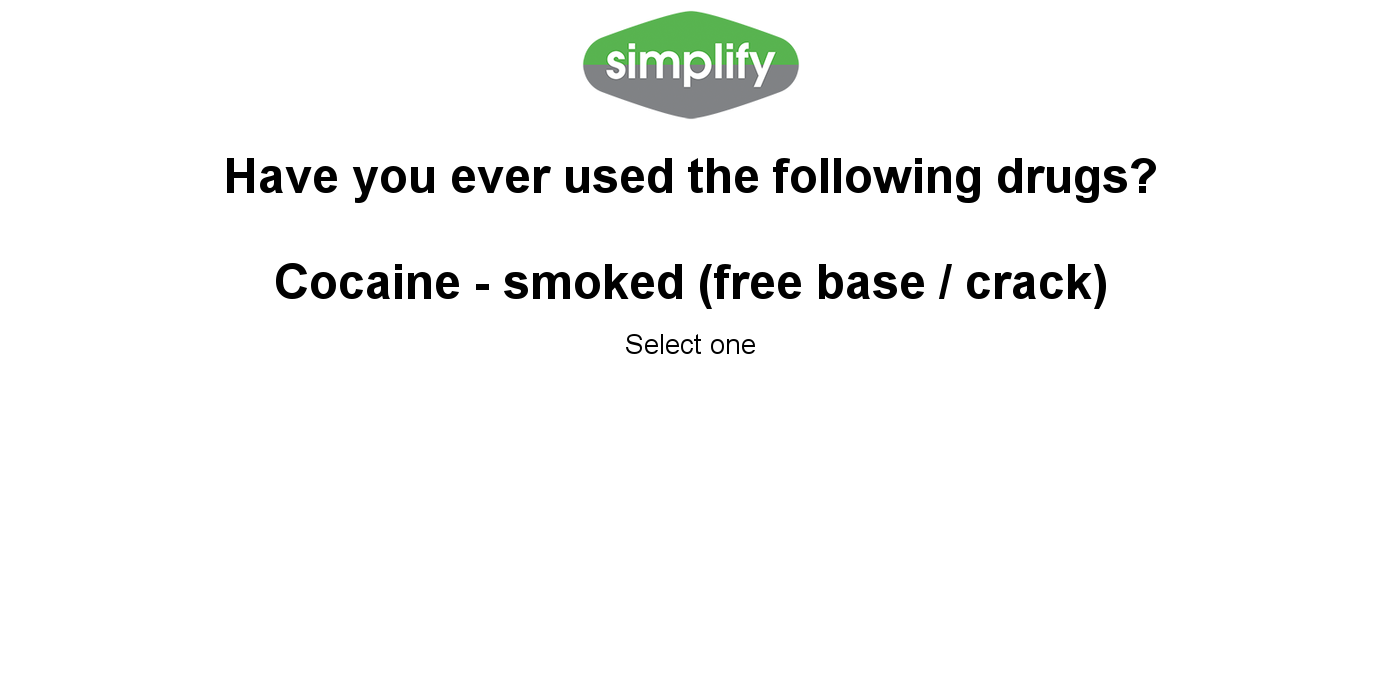 simplify
Have you ever used the following drugs?
Cocaine - smoked (free base / crack)
Select one